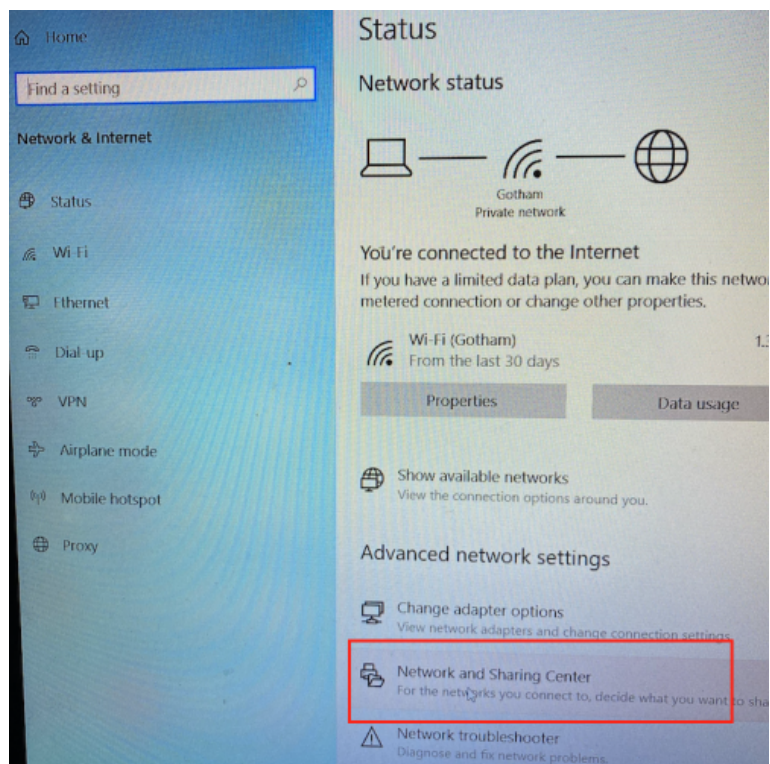 Home
Find a setting
Network & Internet
Status
Wi-Fi
Ethernet
Dial-up
VPN
Airplane mode
Mobile hotspot
Proxy
Status
Network status
Gotham
Private network
You're connected to the Internet
If you have a limited data plan, you can make this netwo
metered connection or change other properties.
Wi-Fi (Gotham)
1.3
From the last 30 days
Properties
Data usage
Show available networks
View the connection options around you.
Advanced network settings
Change adapter options
View network adapters and change connection settings.
Network and Sharing Center
For the networks you connect to, decide what you want to sha
Network troubleshooter
Diagnose and fix network problems.